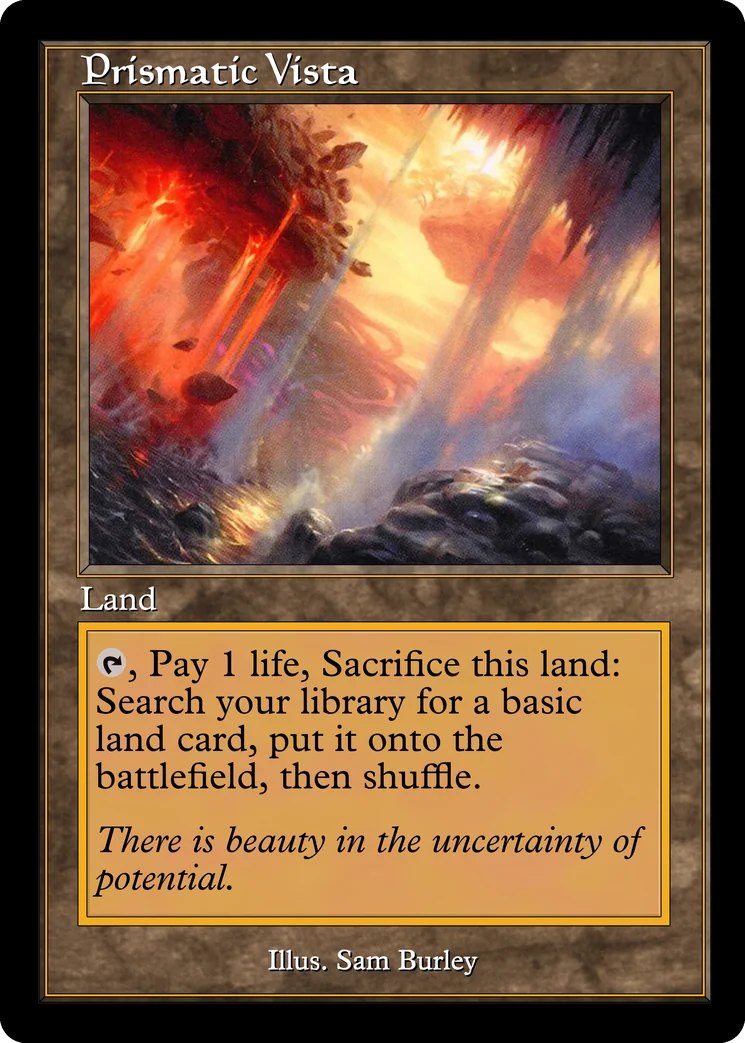 Prismatic Vista
Land
, Pay 1 life, Sacrifice this land:
Search your library for a basic
land card, put it onto the
battlefield, then shuffle.
There is beauty in the uncertainty of
potential.
Illus. Sam Burley